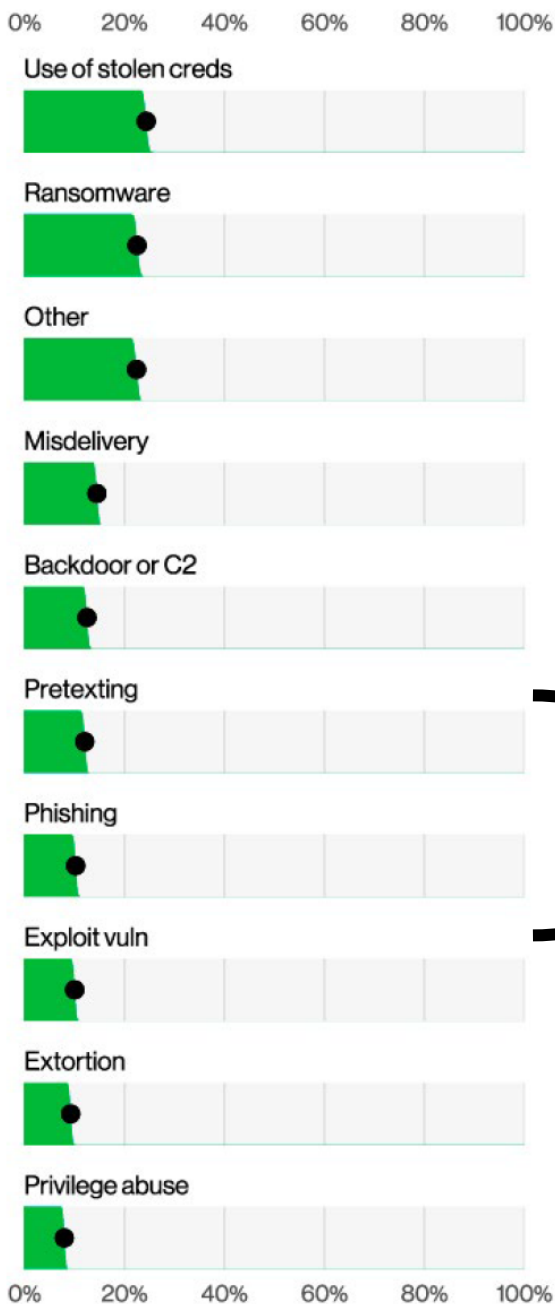 0% 20% 40% 60% 80% 100%
Use of stolen creds
Ransomware
Other
Misdelivery
Backdoor or C2
Pretexting
Phishing
Exploit vuln
Extortion
Privilege abuse
0% 20% 40% 60% 80% 100%